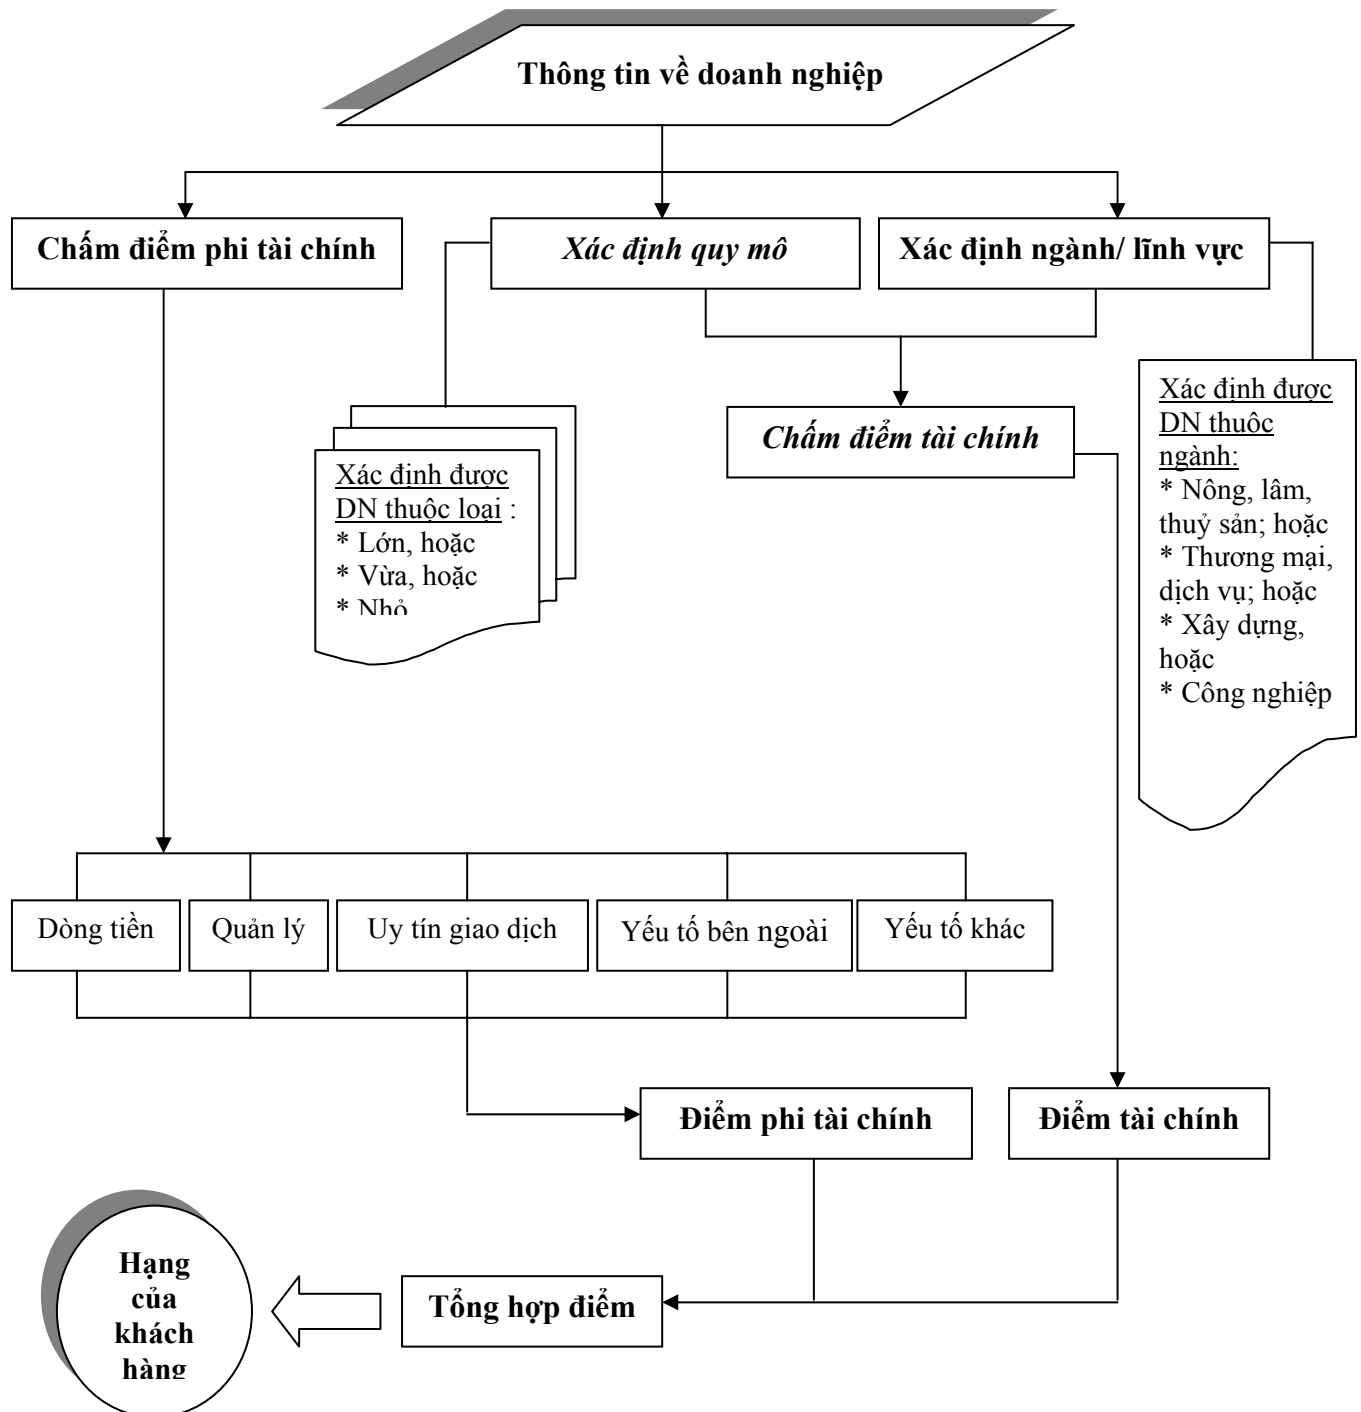 Thông tin về doanh nghiệp
Chấm điểm phi tài chính
Xác định quy mô
Xác định ngành/ lĩnh vực
Chấm điểm tài chính
Xác định được
DN thuộc loại :
* Lớn, hoặc
* Vừa, hoặc
* Nhỏ
Xác định được
DN thuộc
ngành:
* Nông, lâm,
thuỷ sản; hoặc
* Thương mại,
dịch vụ; hoặc
* Xây dựng,
hoặc
* Công nghiệp
Dòng tiền
Quản lý
Uy tín giao dịch
Yếu tố bên ngoài
Yếu tố khác
Điểm phi tài chính
Điểm tài chính
Tổng hợp điểm
Hạng
của
khách
hàng